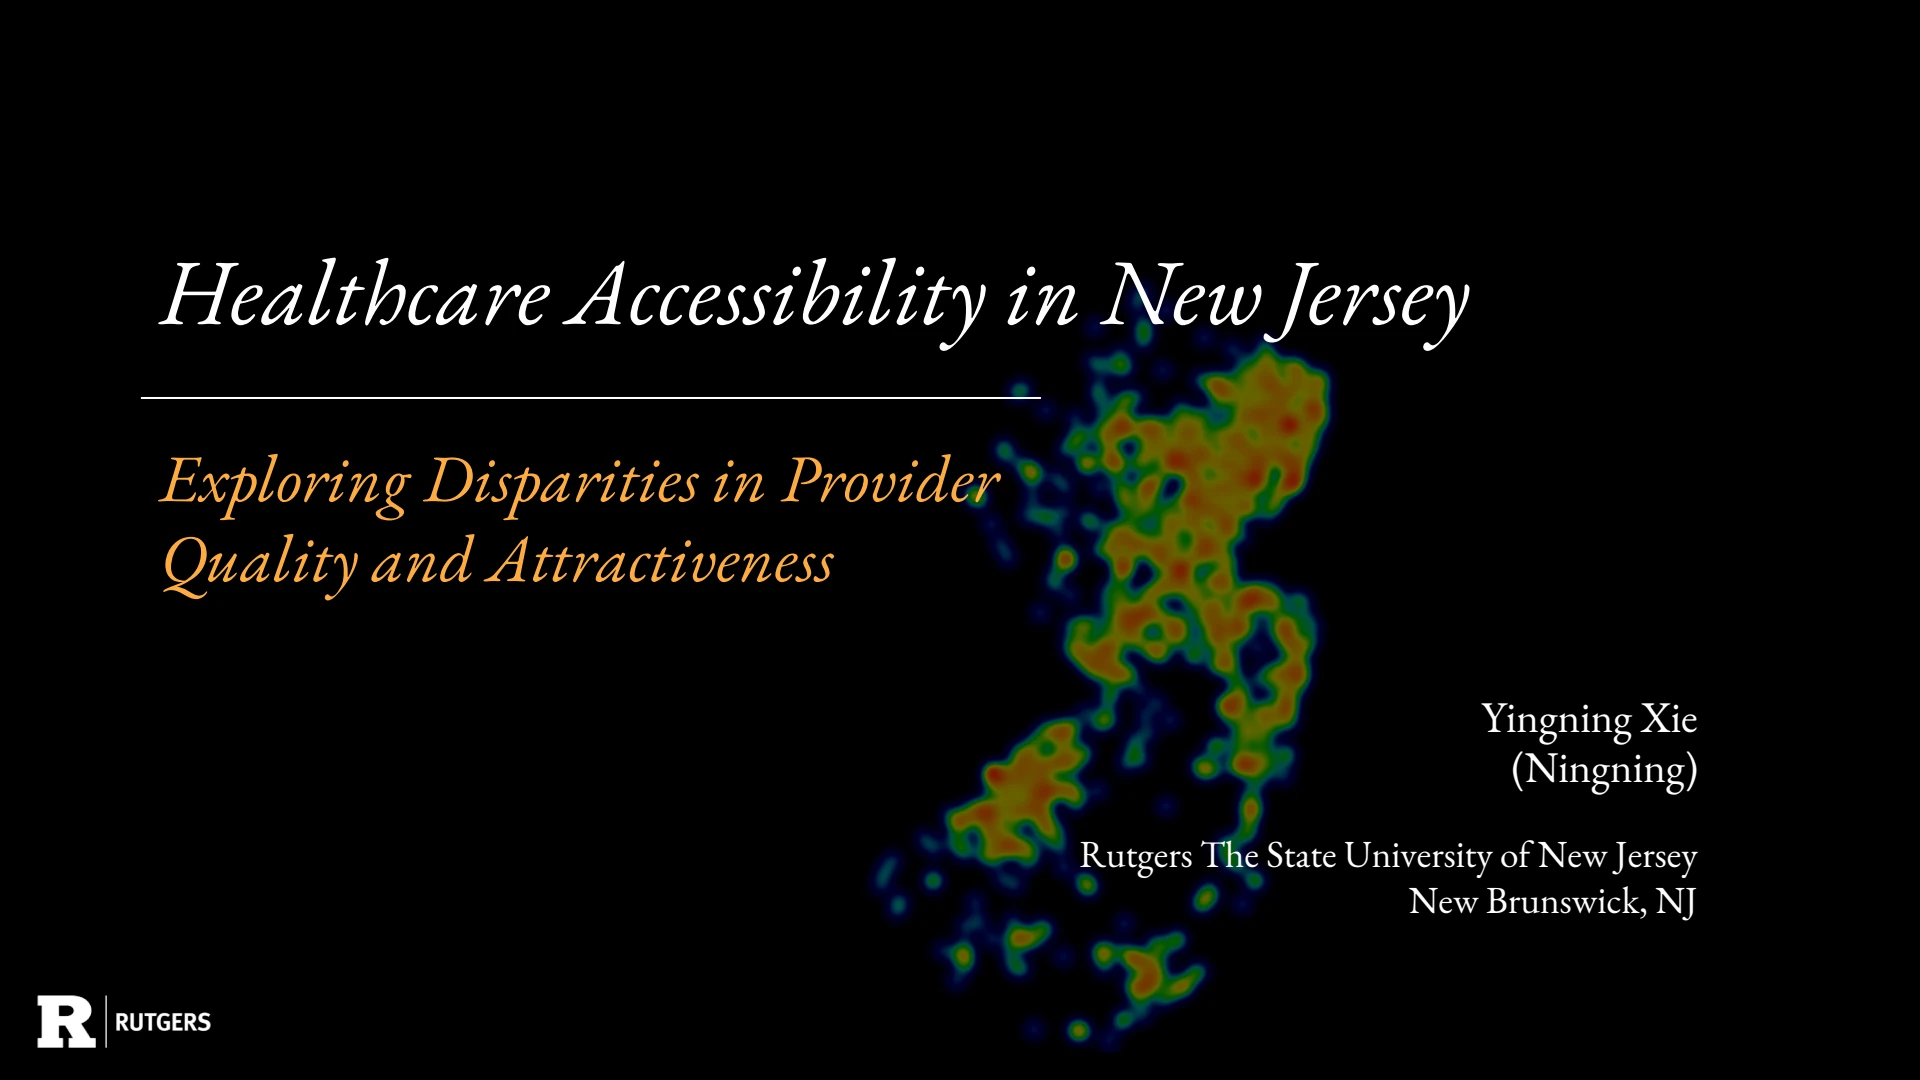 Healthcare Accessibility in New Jersey
Exploring Disparities in Provider
Quality and Attractiveness
Yingning Xie
(Ningning)
Rutgers The State University of New Jersey
New Brunswick, NJ
R RUTGERS